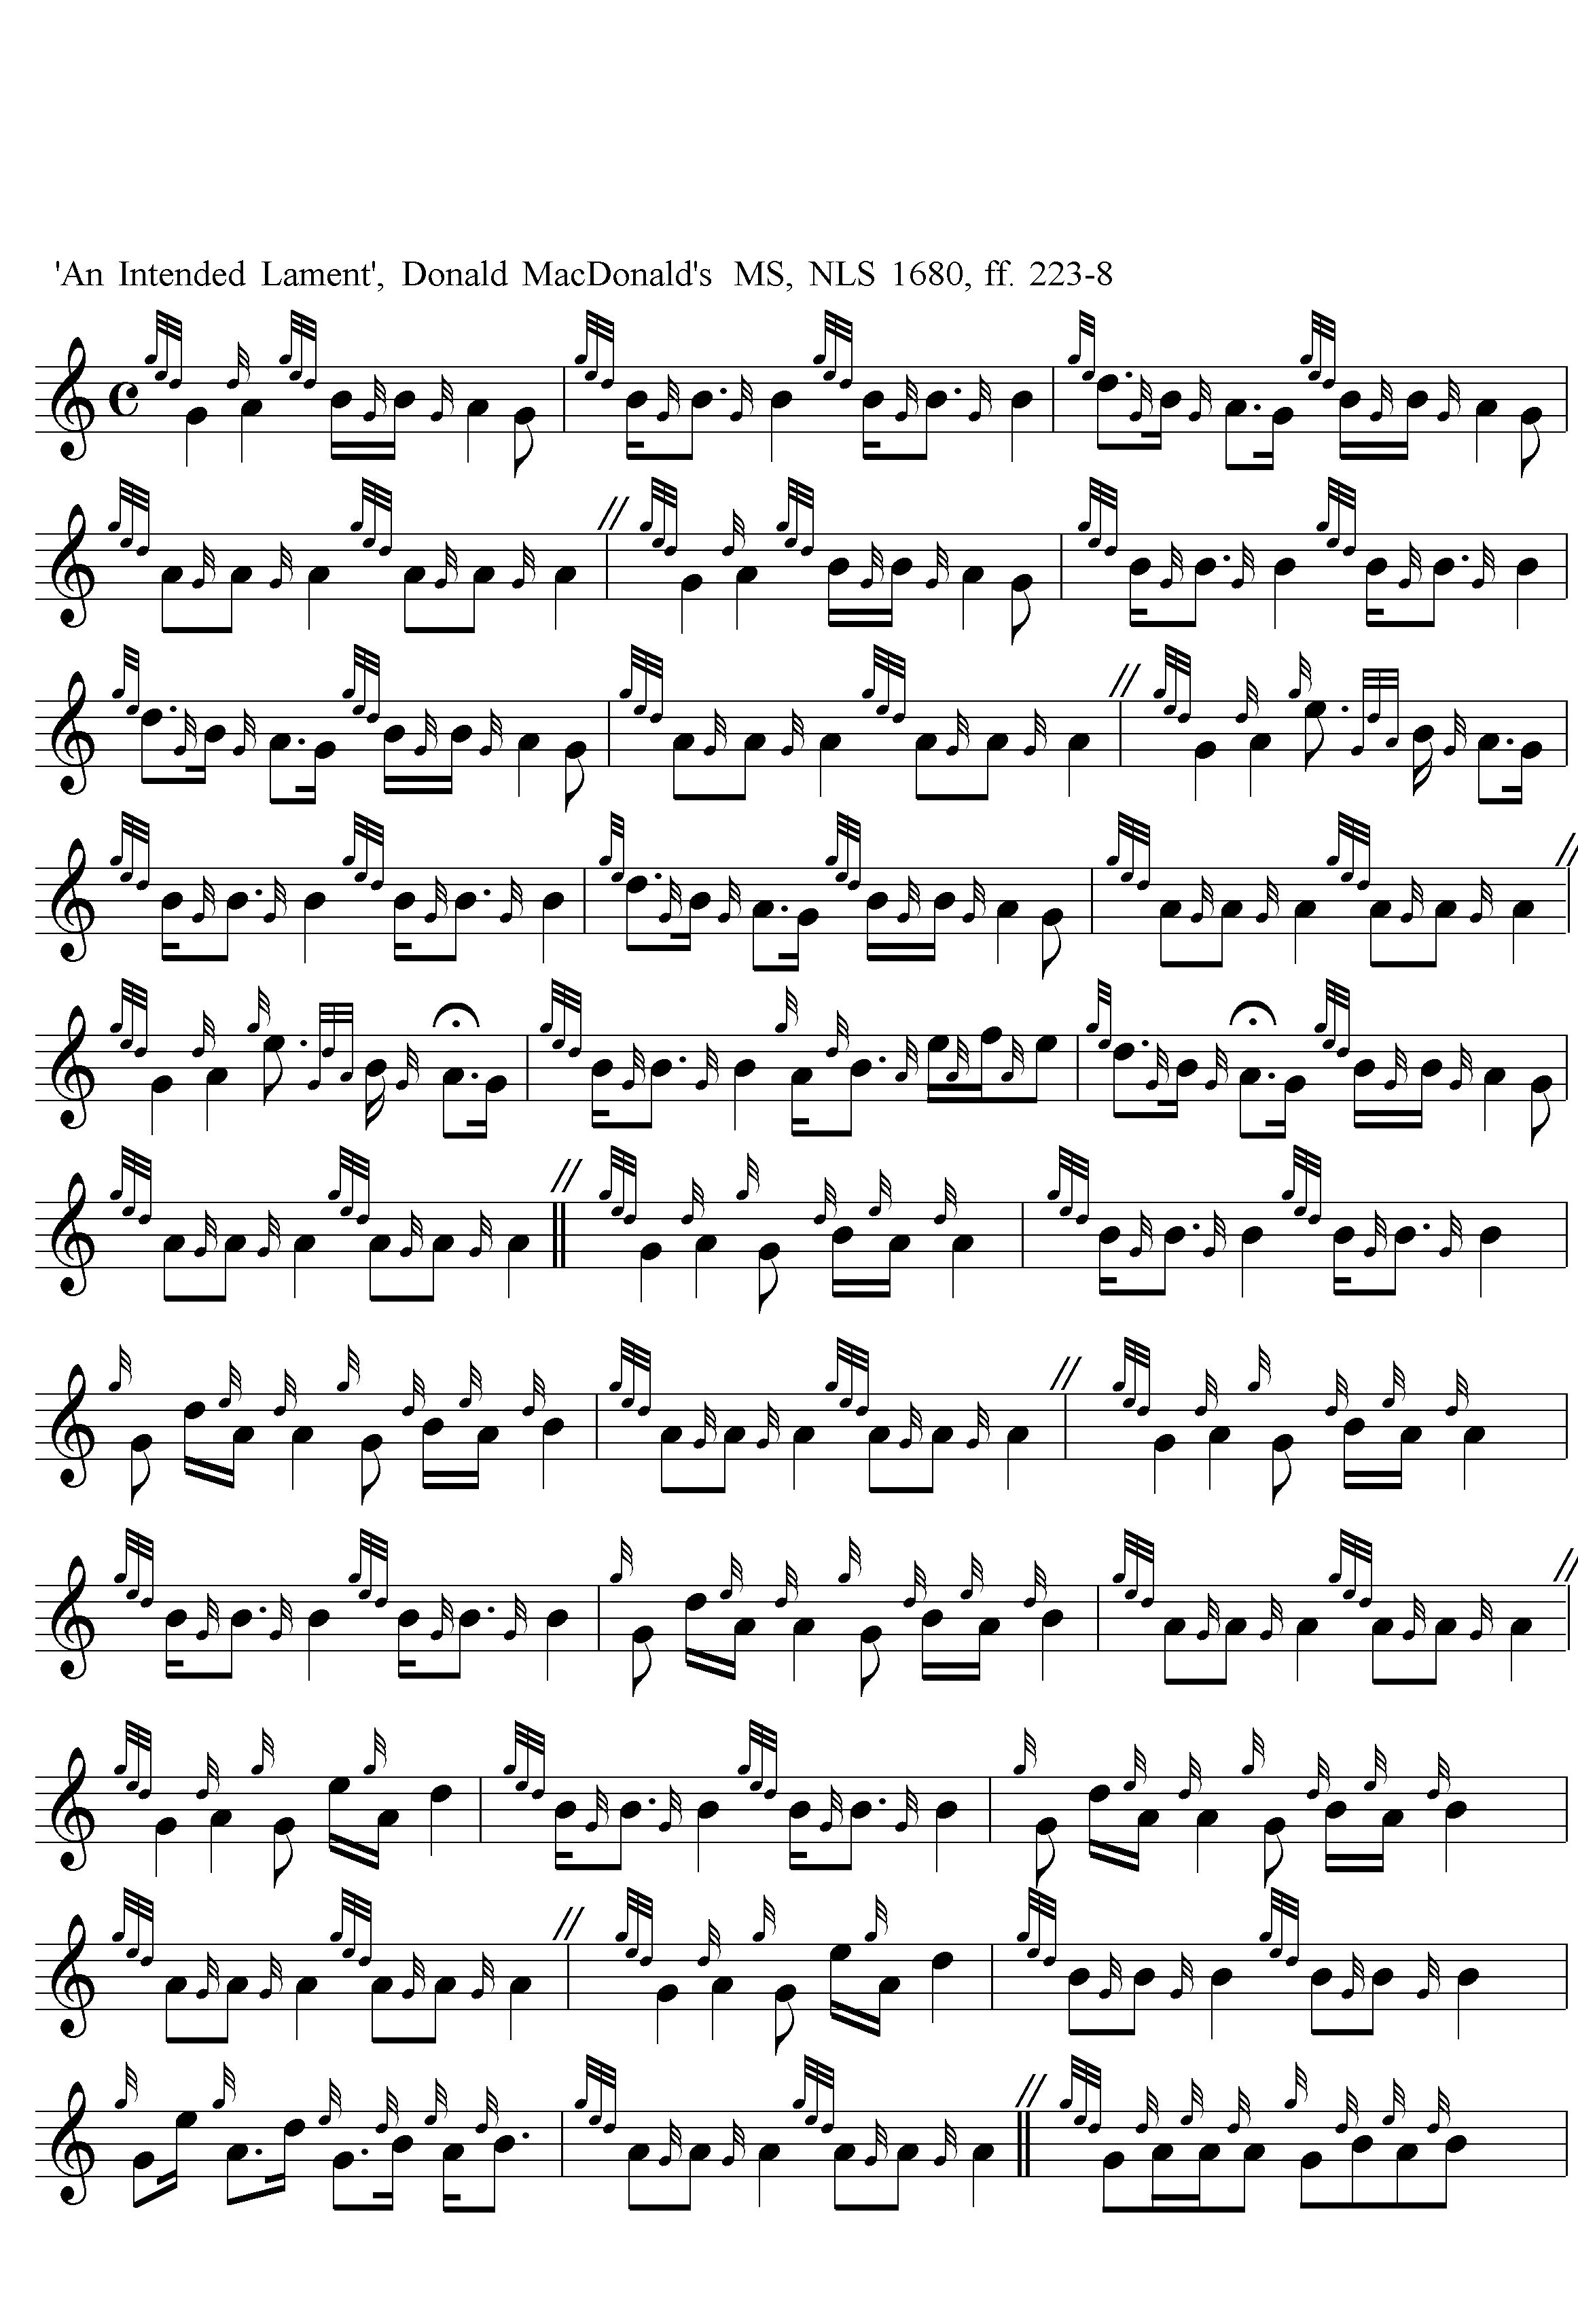 'An Intended Lament', Donald MacDonald's MS, NLS 1680, ff. 223-8